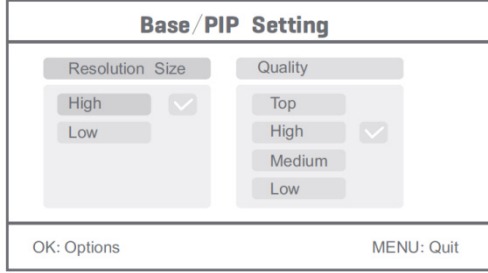 Base/PIP Setting
Resolution Size
High
Low
Quality
Top
High
Medium
Low
OK: Options
MENU: Quit